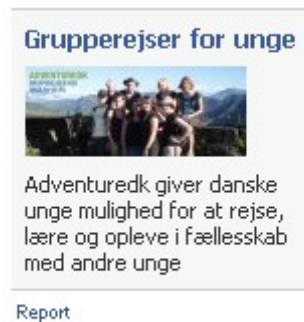 Grupperejser for unge
ADVENTUREDK
Adventuredk giver danske
unge mulighed for at rejse,
lære og opleve i fællesskab
med andre unge
Report